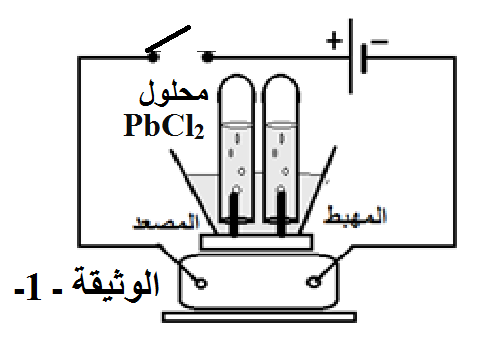 + −
محلول
PbCl₂
المصعد
المهبط
الوثيقة - 1-